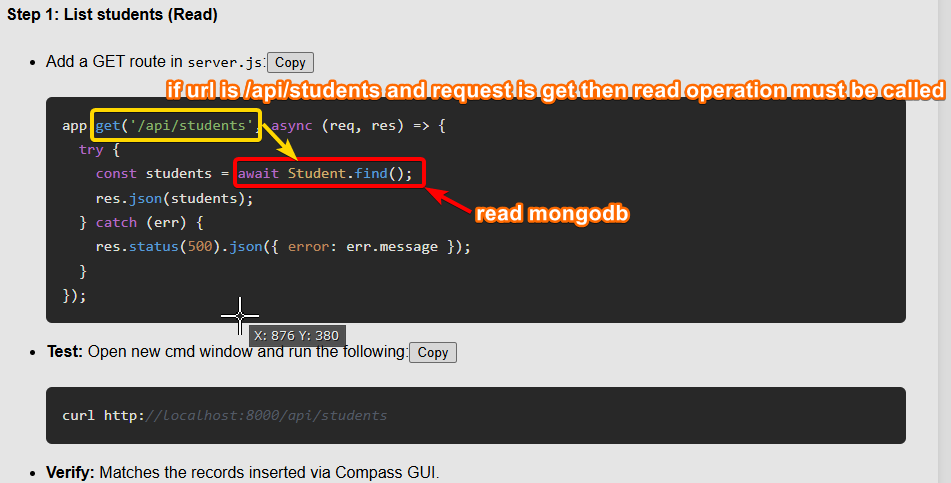 Step 1: List students (Read)
• Add a GET route in server.js: Copy
if url is /api/students and request is get then read operation must be called
app.get('/api/students', async (req, res) => {
try {
const students = await Student.find();
res.json(students);
read mongodb
} catch (err) {
res.status(500).json({ error: err.message });
}
});
X: 876 Y: 380
• Test: Open new cmd window and run the following: Copy
curl http://localhost:8000/api/students
• Verify: Matches the records inserted via Compass GUI.